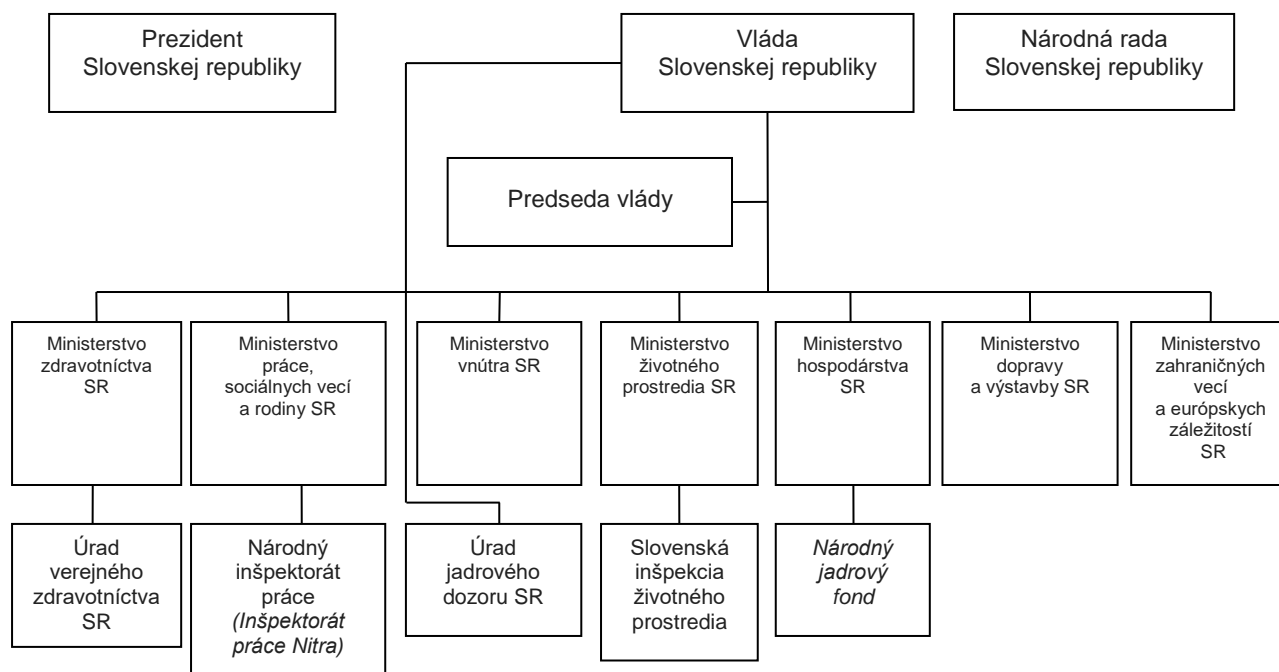 Prezident
Slovenskej republiky
Vláda
Slovenskej republiky
Národná rada
Slovenskej republiky
Predseda vlády
Ministerstvo
zdravotníctva
SR
Ministerstvo
práce,
sociálnych vecí
a rodiny SR
Ministerstvo
vnútra SR
Ministerstvo
životného
prostredia SR
Ministerstvo
hospodárstva
SR
Ministerstvo
dopravy
a výstavby SR
Ministerstvo
zahraničných
vecí
a európskych
záležitostí
SR
Úrad
verejného
zdravotníctva
SR
Národný
inšpektorát
práce
(Inšpektorát
práce Nitra)
Úrad
jadrového
dozoru SR
Slovenská
inšpekcia
životného
prostredia
Národný
jadrový
fond